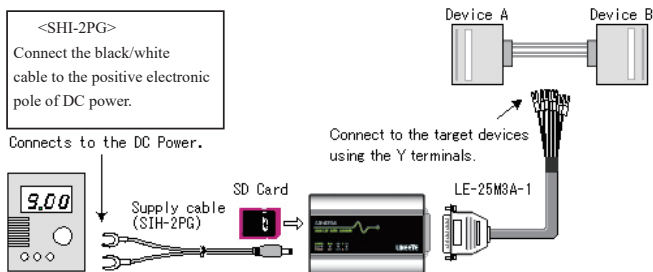 <SHI-2PG>
Connect the black/white
cable to the positive electronic
pole of DC power.
Connects to the DC Power.
9.00
Supply cable
(SIH-2PG)
SD Card
Device A
Device B
Connect to the target devices
using the Y terminals.
LE-25M3A-1